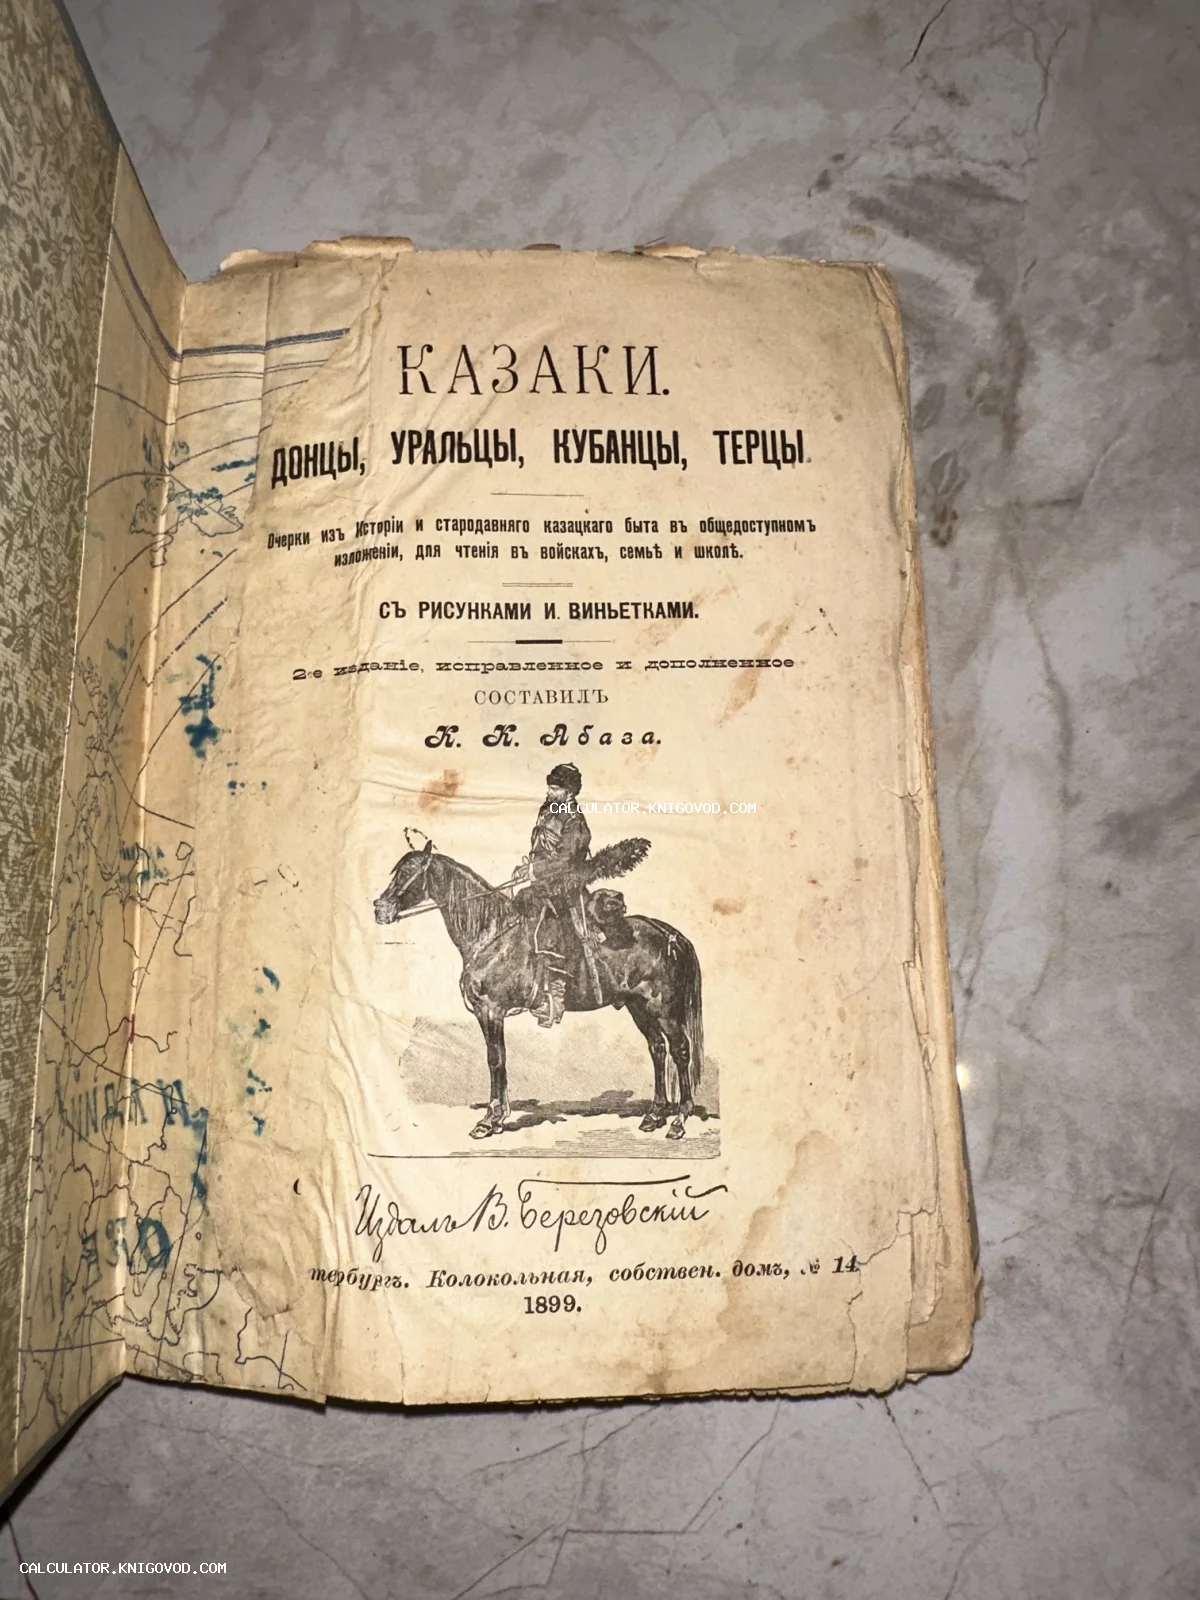 КАЗАКИ.
ДОНЦЫ, УРАЛЬЦЫ, КУБАНЦЫ, ТЕРЦЫ.
Очерки изъ Исторіи и стародавняго казацкаго быта въ общедоступномъ
изложеніи, для чтенія въ войскахъ, семьѣ и школѣ.
СЪ РИСУНКАМИ И ВИНЬЕТКАМИ.
2-е изданіе, исправленное и дополненное
СОСТАВИЛЪ
К. К. Абаза.
CALCULATOR.KNIGOVOD.COM
Издалъ В. Березовскій
тербургъ. Колокольная, собствен. домъ, № 14
1899.
CALCULATOR.KNIGOVOD.COM